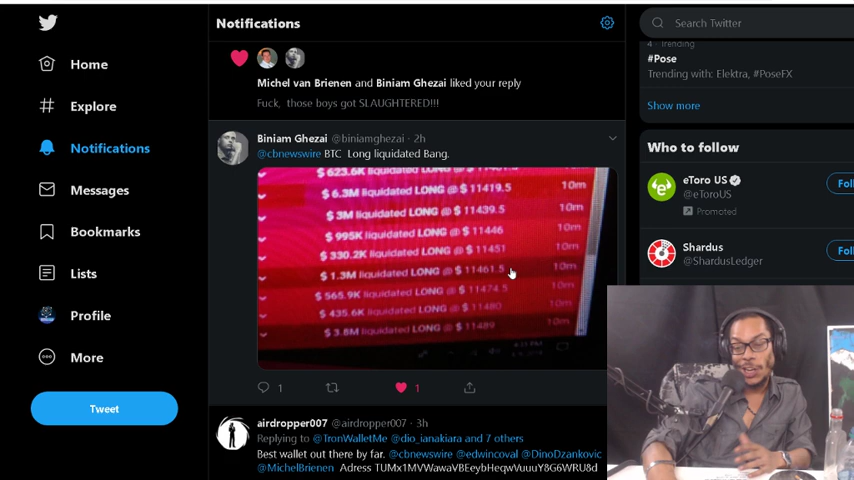 Notifications
Search Twitter
Home
4 · Trending
#Pose
Trending with: Elektra, #PoseFX
Michel van Brienen and Biniam Ghezai liked your reply
Fuck, those boys got SLAUGHTERED!!!
Explore
Show more
Biniam Ghezai @biniamghezai · 2h
@cbnewswire BTC Long liquidated Bang.
Notifications
Who to follow
$ 623.6K liquidated LONG @
$ 6.3M liquidated LONG @ $ 11419.5 10m
$ 3M liquidated LONG @ $ 11439.5 10m
$ 995K liquidated LONG @ $ 11446 10m
$ 330.2K liquidated LONG @ $ 11451 10m
$ 1.3M liquidated LONG @ $ 11461.5 10m
$ 565.9K liquidated LONG @ $ 11474.5 10m
$ 435.6K liquidated LONG @ $ 11480 10m
$ 3.8M liquidated LONG @ $ 11489 10m
Messages
eToro US
@eToroUS
Promoted
Foll
Bookmarks
Shardus
@ShardusLedger
Foll
Lists
Profile
More
Tweet
1
1
airdropper007 @airdropper007 · 3h
Replying to @TronWalletMe @dio_ianakiara and 7 others
Best wallet out there by far. @cbnewswire @edwincoval @DinoDzankovic
@MichelBrienen Adress TUMx1MVWawaVBEeybHeqwVuuuY8G6WRU8d